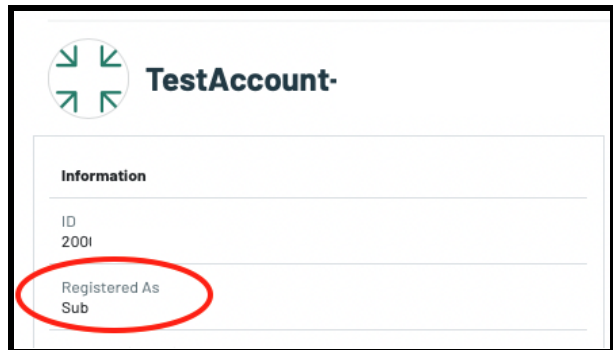 TestAccount-
Information
ID
200
Registered As
Sub